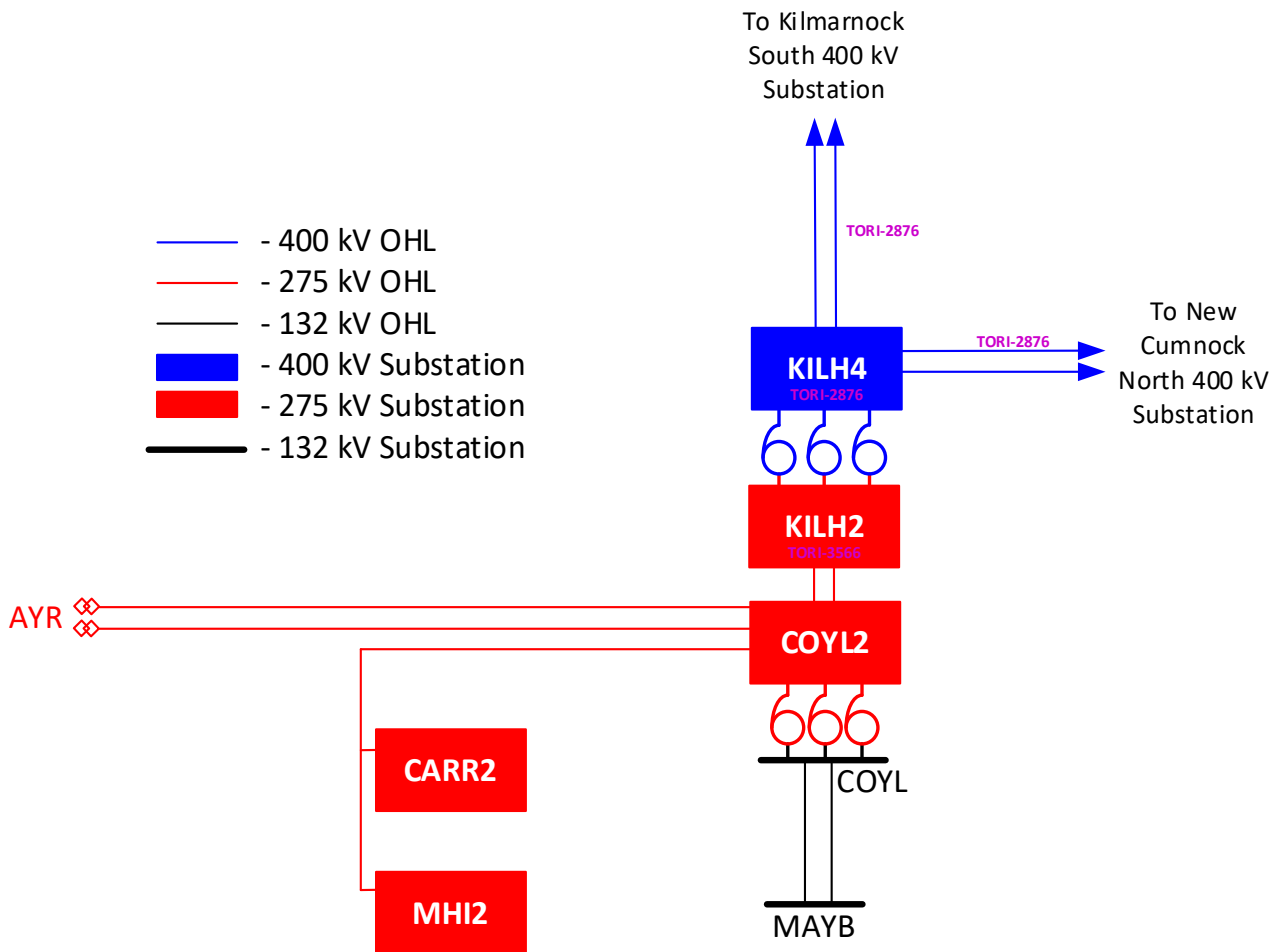 To Kilmarnock
South 400 kV
Substation
TORI-2876
- 400 kV OHL
- 275 kV OHL
- 132 kV OHL
- 400 kV Substation
- 275 kV Substation
- 132 kV Substation
To New
Cumnock
North 400 kV
Substation
TORI-2876
KILH4
TORI-2876
KILH2
TORI-3566
AYR
COYL2
CARR2
COYL
MHI2
MAYB